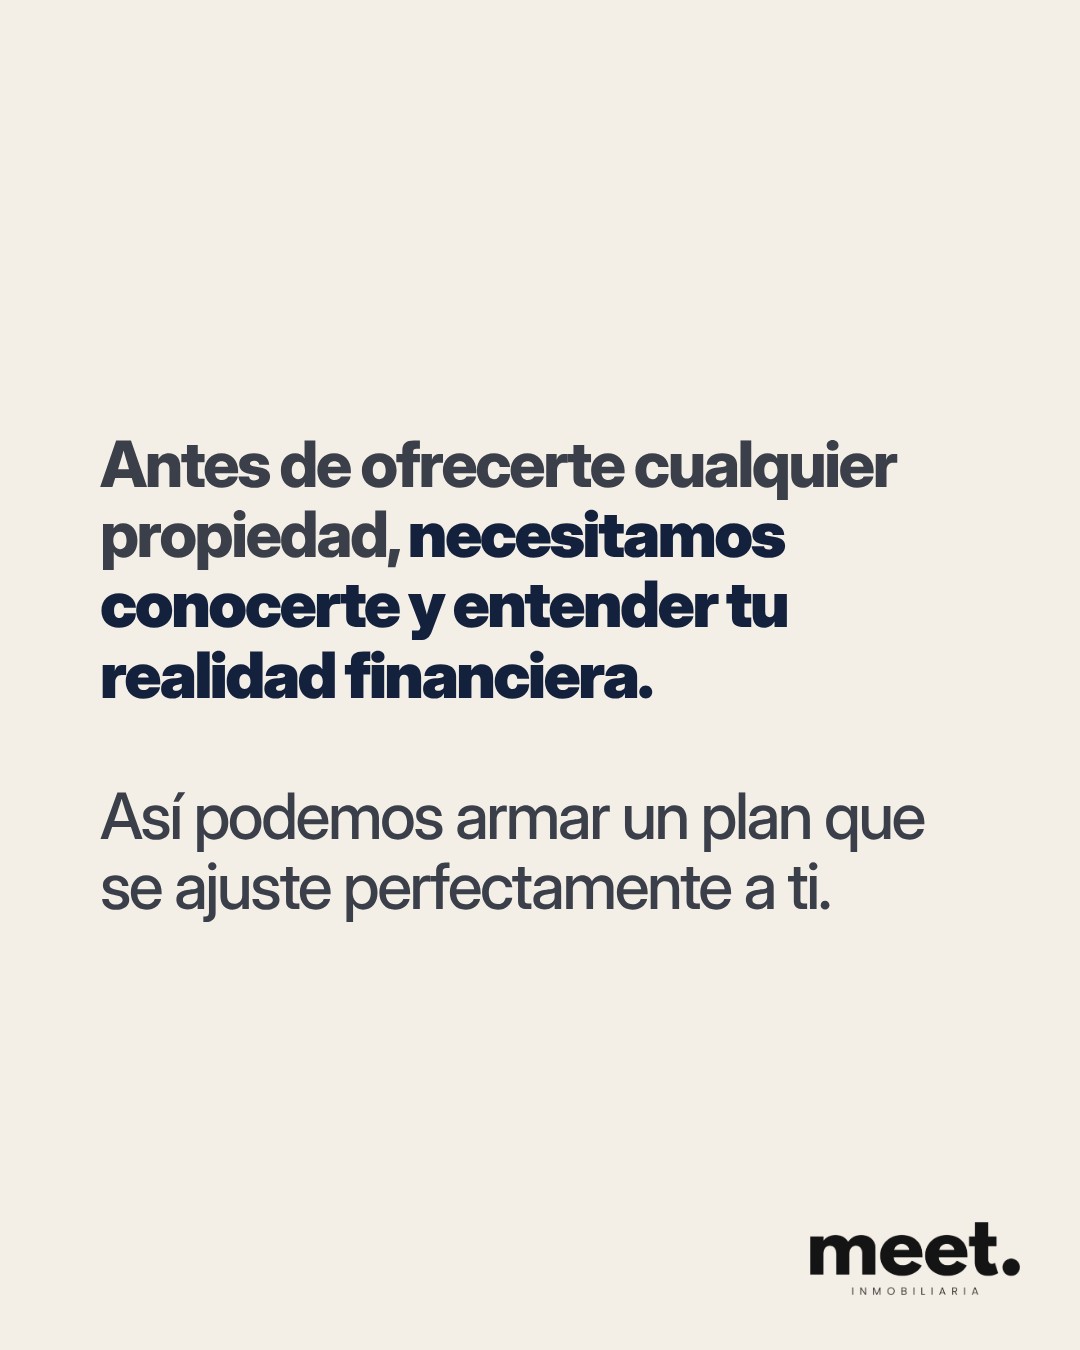 Antes de ofrecerte cualquier
propiedad, necesitamos
conocerte y entender tu
realidad financiera.
Así podemos armar un plan que
se ajuste perfectamente a ti.
meet.
INMOBILIARIA